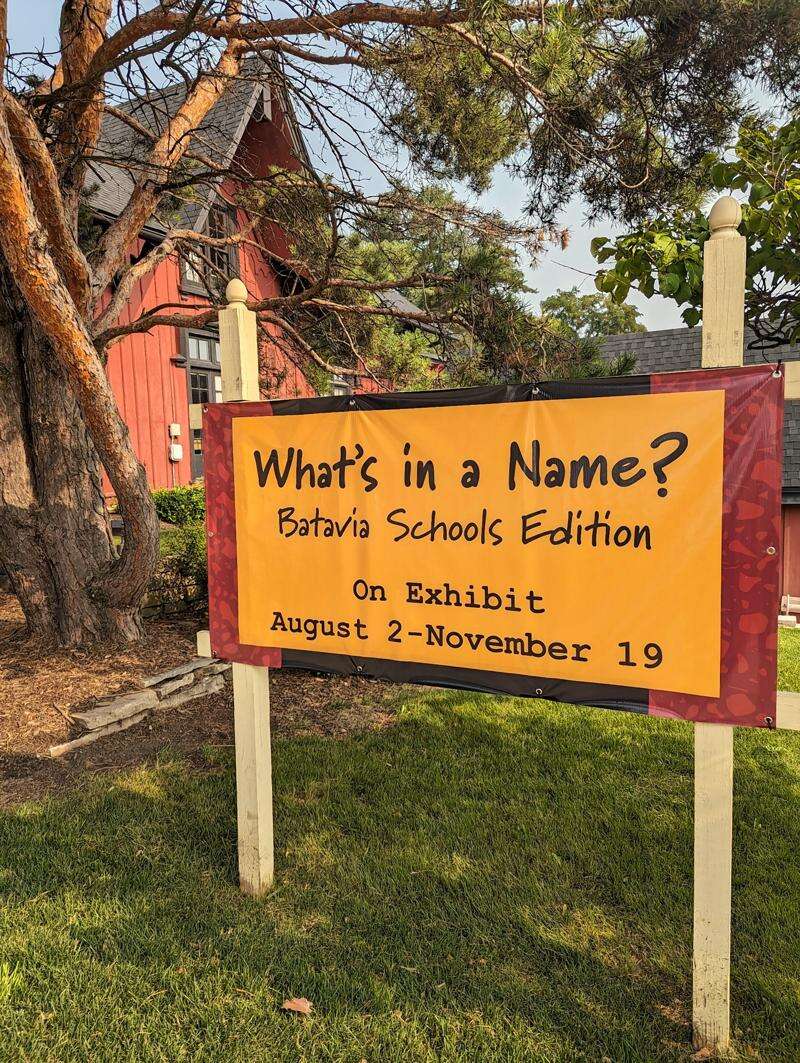 What's in a Name?
Batavia Schools Edition
On Exhibit
August 2-November 19